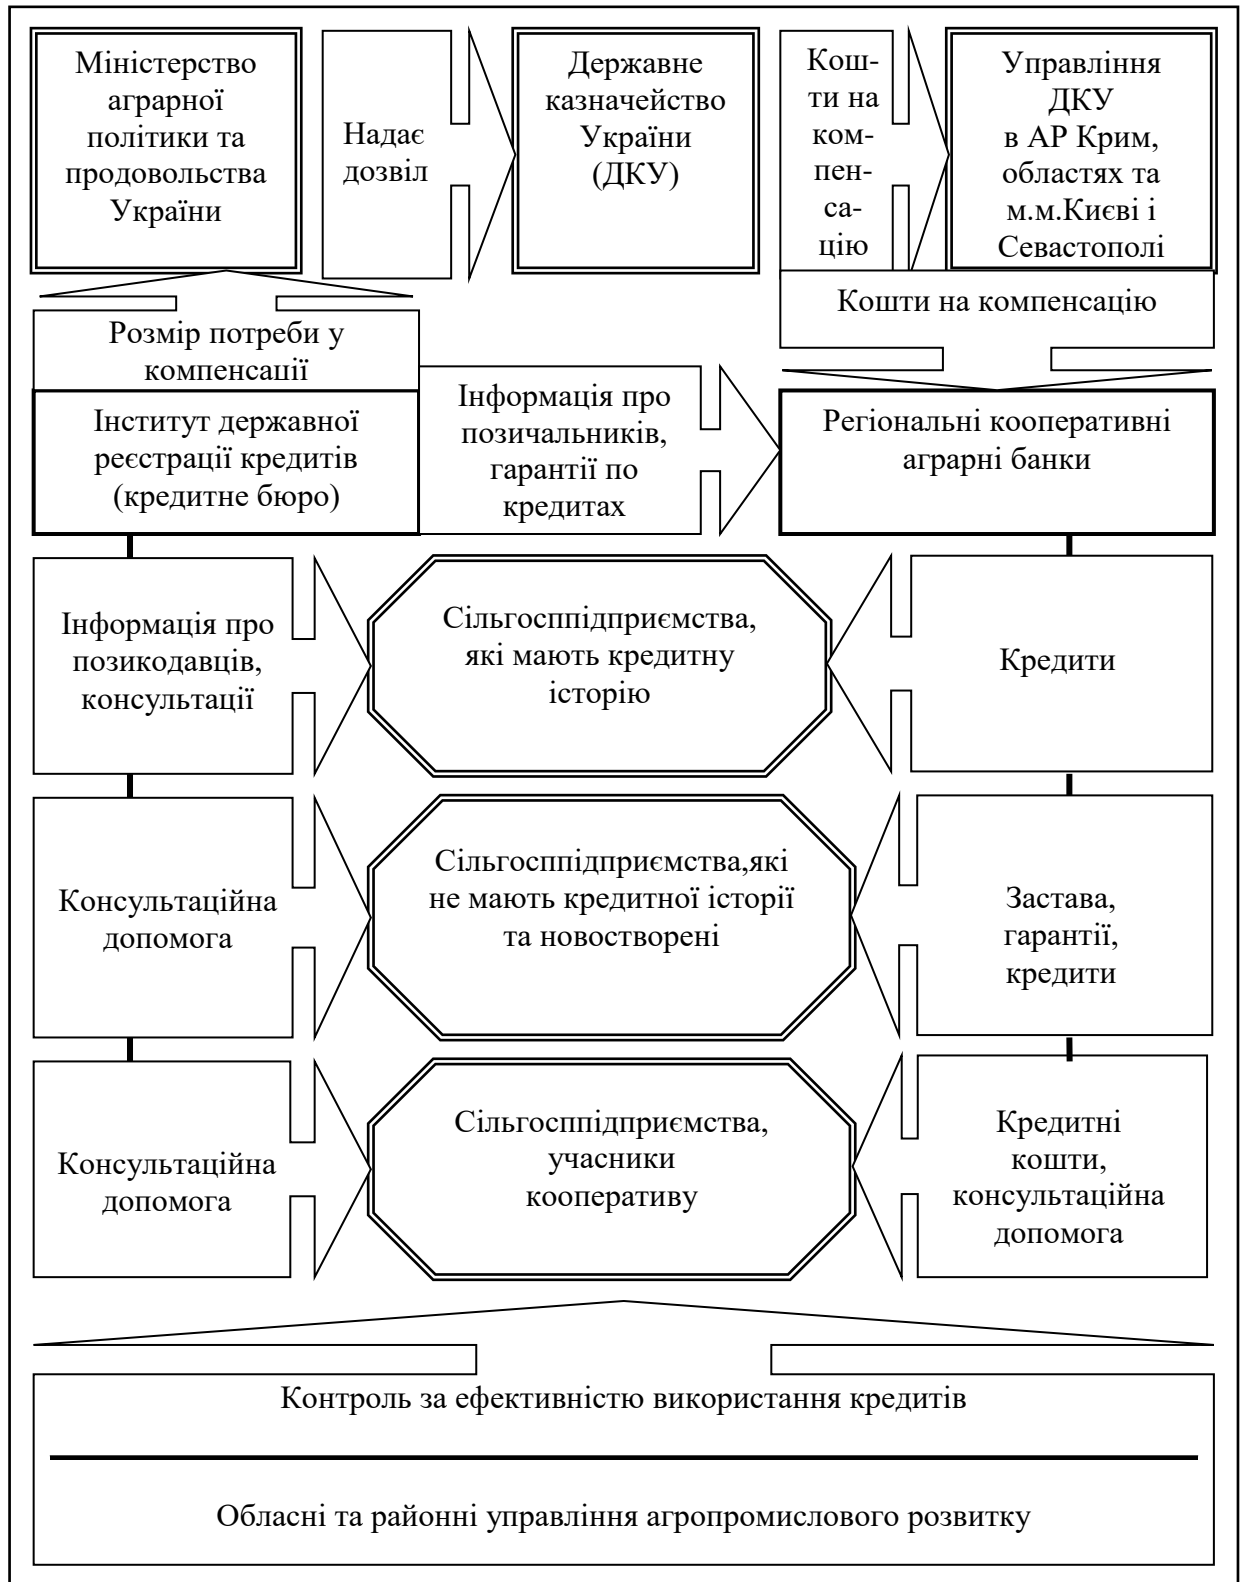 Міністерство
аграрної
політики та
продовольства
України
Надає
дозвіл
Державне
казначейство
України
(ДКУ)
Кош-
ти на
ком-
пен-
са-
цію
Управління
ДКУ
в АР Крим,
областях та
м.м.Києві і
Севастополі
Розмір потреби у
компенсації
Кошти на компенсацію
Інститут державної
реєстрації кредитів
(кредитне бюро)
Інформація про
позичальників,
гарантії по
кредитах
Регіональні кооперативні
аграрні банки
Інформація про
позикодавців,
консультації
Сільгосппідприємства,
які мають кредитну
історію
Кредити
Консультаційна
допомога
Сільгосппідприємства,які
не мають кредитної історії
та новостворені
Застава,
гарантії,
кредити
Консультаційна
допомога
Сільгосппідприємства,
учасники
кооперативу
Кредитні
кошти,
консультаційна
допомога
Контроль за ефективністю використання кредитів
Обласні та районні управління агропромислового розвитку